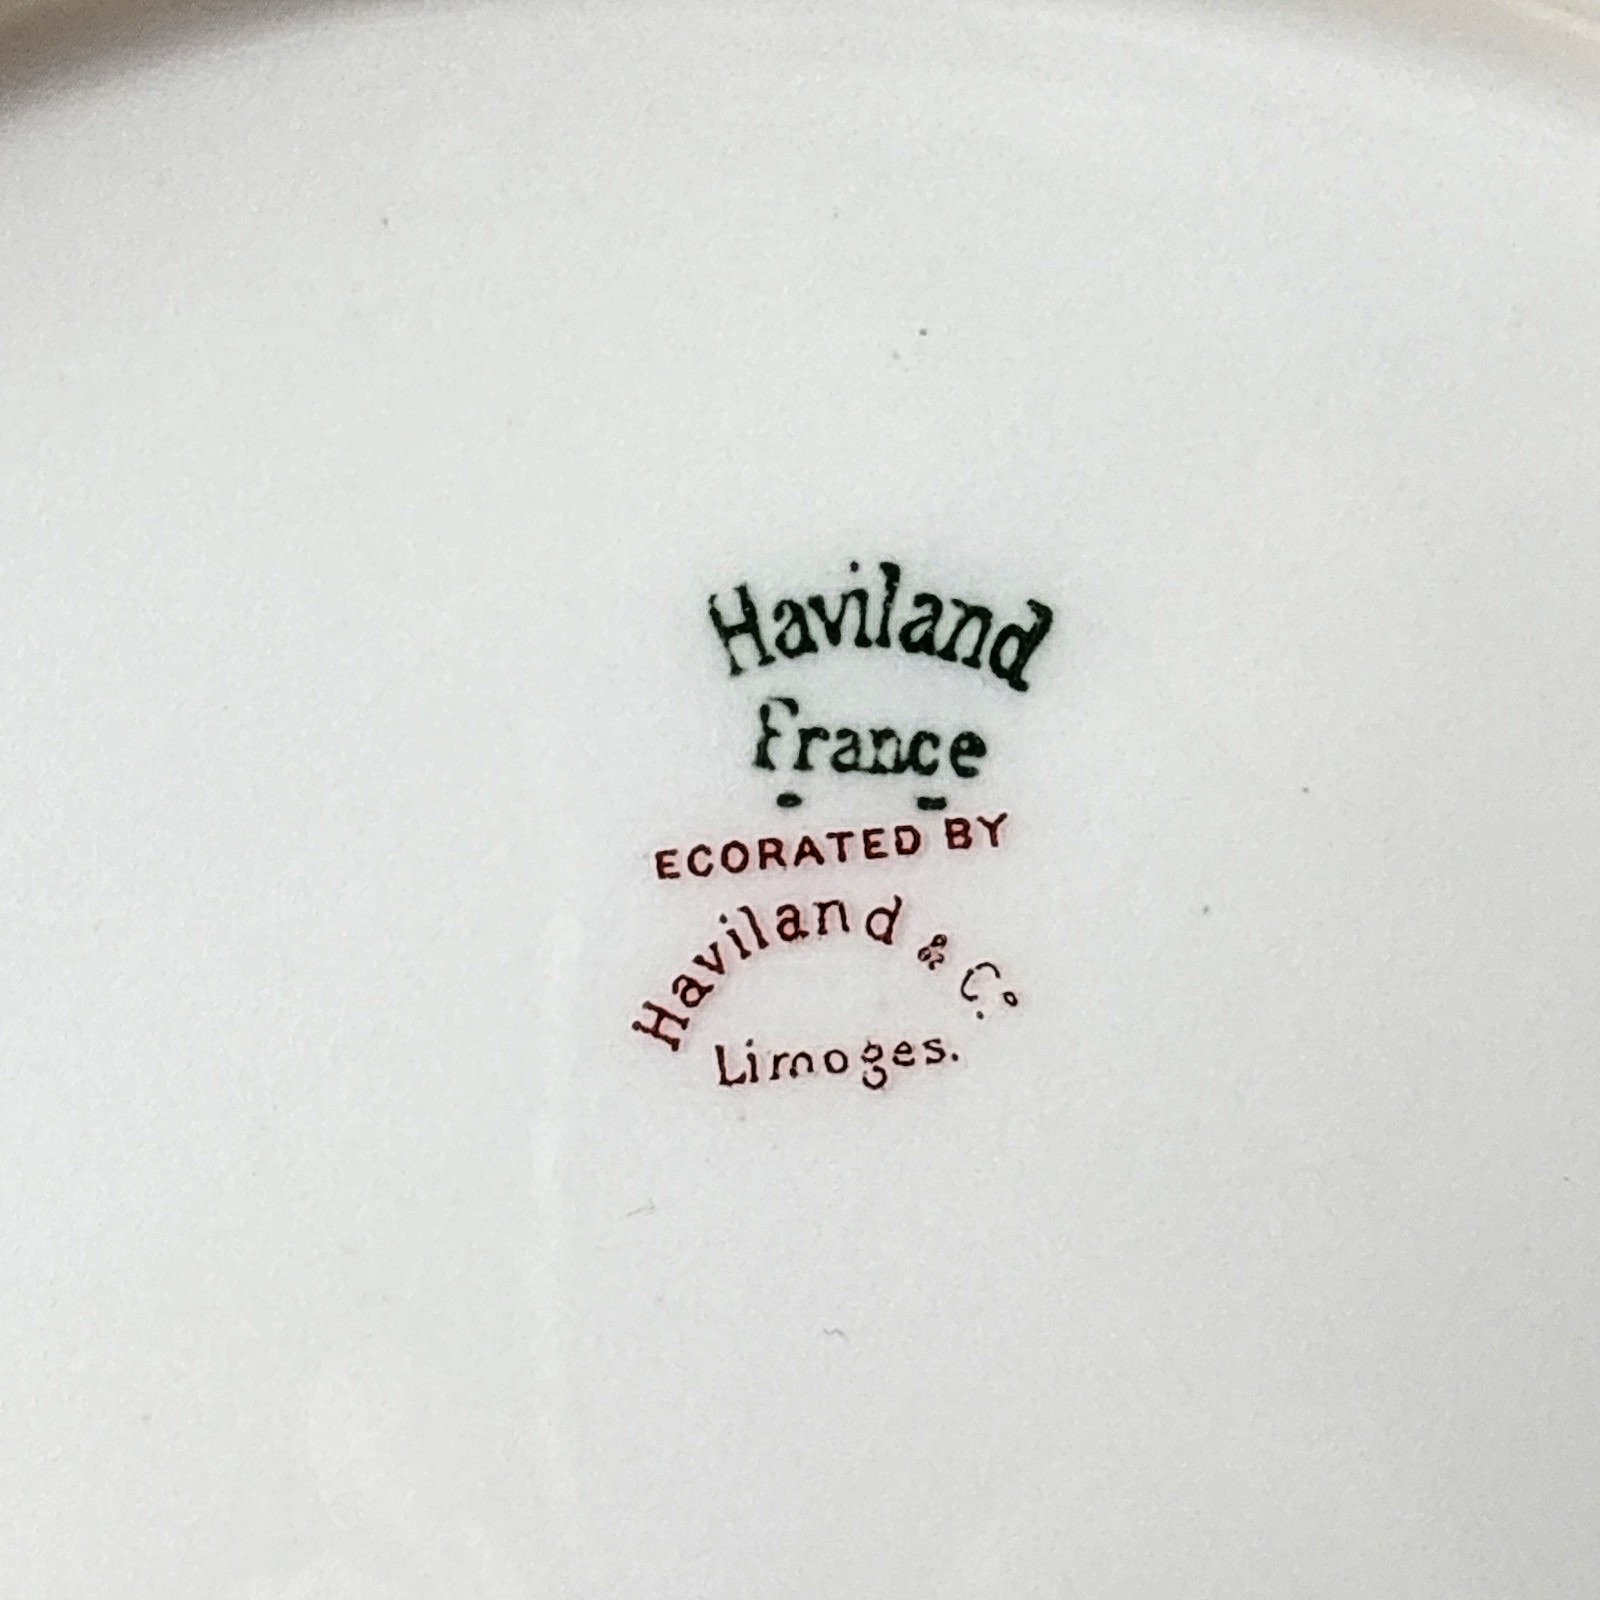 Haviland
France
ECORATED BY
Haviland & Co.
Limoges.